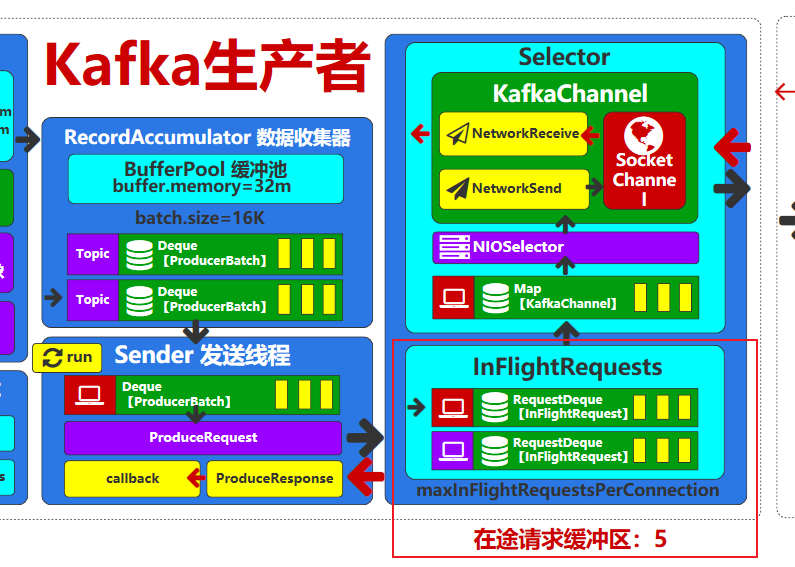 Kafka生产者
m
m
RecordAccumulator 数据收集器
BufferPool 缓冲池
buffer.memory=32m
batch.size=16K
Topic
Deque
【ProducerBatch】
Topic
Deque
【ProducerBatch】
run
Sender 发送线程
Deque
【ProducerBatch】
ProduceRequest
callback
ProduceResponse
s
Selector
KafkaChannel
NetworkReceive
NetworkSend
Socket
Channe
l
NIOSelector
Map
【KafkaChannel】
InFlightRequests
RequestDeque
【InFlightRequest】
RequestDeque
【InFlightRequest】
maxInFlightRequestsPerConnection
在途请求缓冲区：5